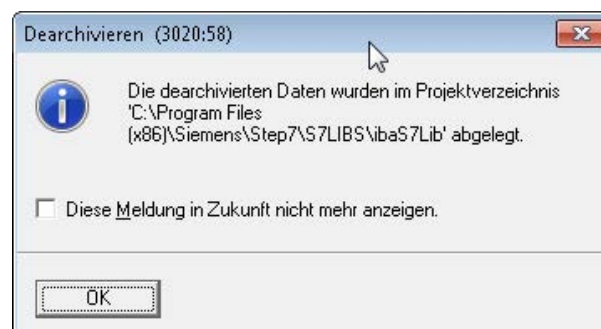 Dearchivieren (3020:58)
Die dearchivierten Daten wurden im Projektverzeichnis
'C:\Program Files
(x86)\Siemens\Step7\S7LIBS\ibaS7Lib' abgelegt.
Diese Meldung in Zukunft nicht mehr anzeigen.
OK